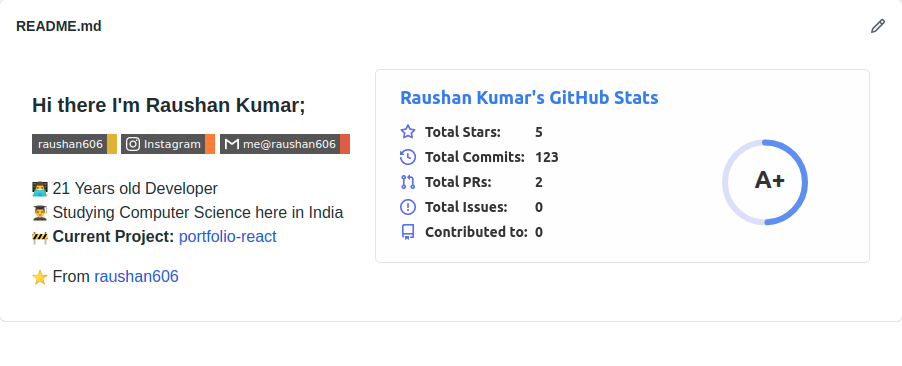 README.md
Hi there I'm Raushan Kumar;
raushan606 Instagram me@raushan606
21 Years old Developer
Studying Computer Science here in India
Current Project: portfolio-react
From raushan606
Raushan Kumar's GitHub Stats
Total Stars: 5
Total Commits: 123
Total PRs: 2
Total Issues: 0
Contributed to: 0
A+